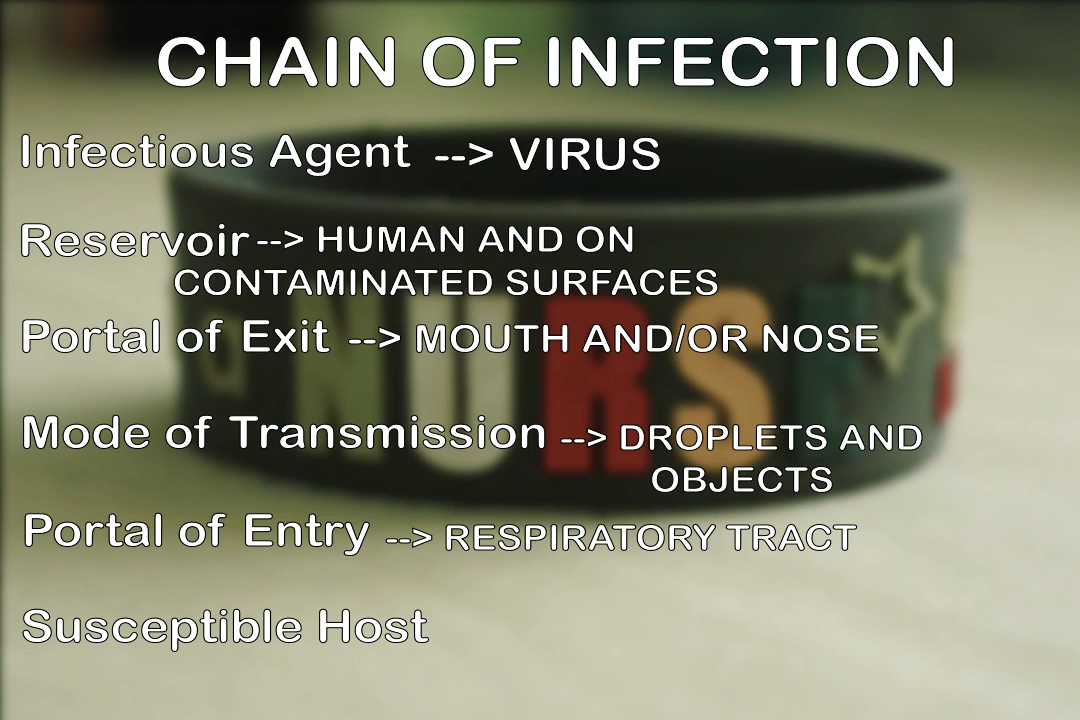 CHAIN OF INFECTION
Infectious Agent --> VIRUS
Reservoir --> HUMAN AND ON
CONTAMINATED SURFACES
Portal of Exit --> MOUTH AND/OR NOSE
Mode of Transmission --> DROPLETS AND
OBJECTS
Portal of Entry --> RESPIRATORY TRACT
Susceptible Host
NURSE